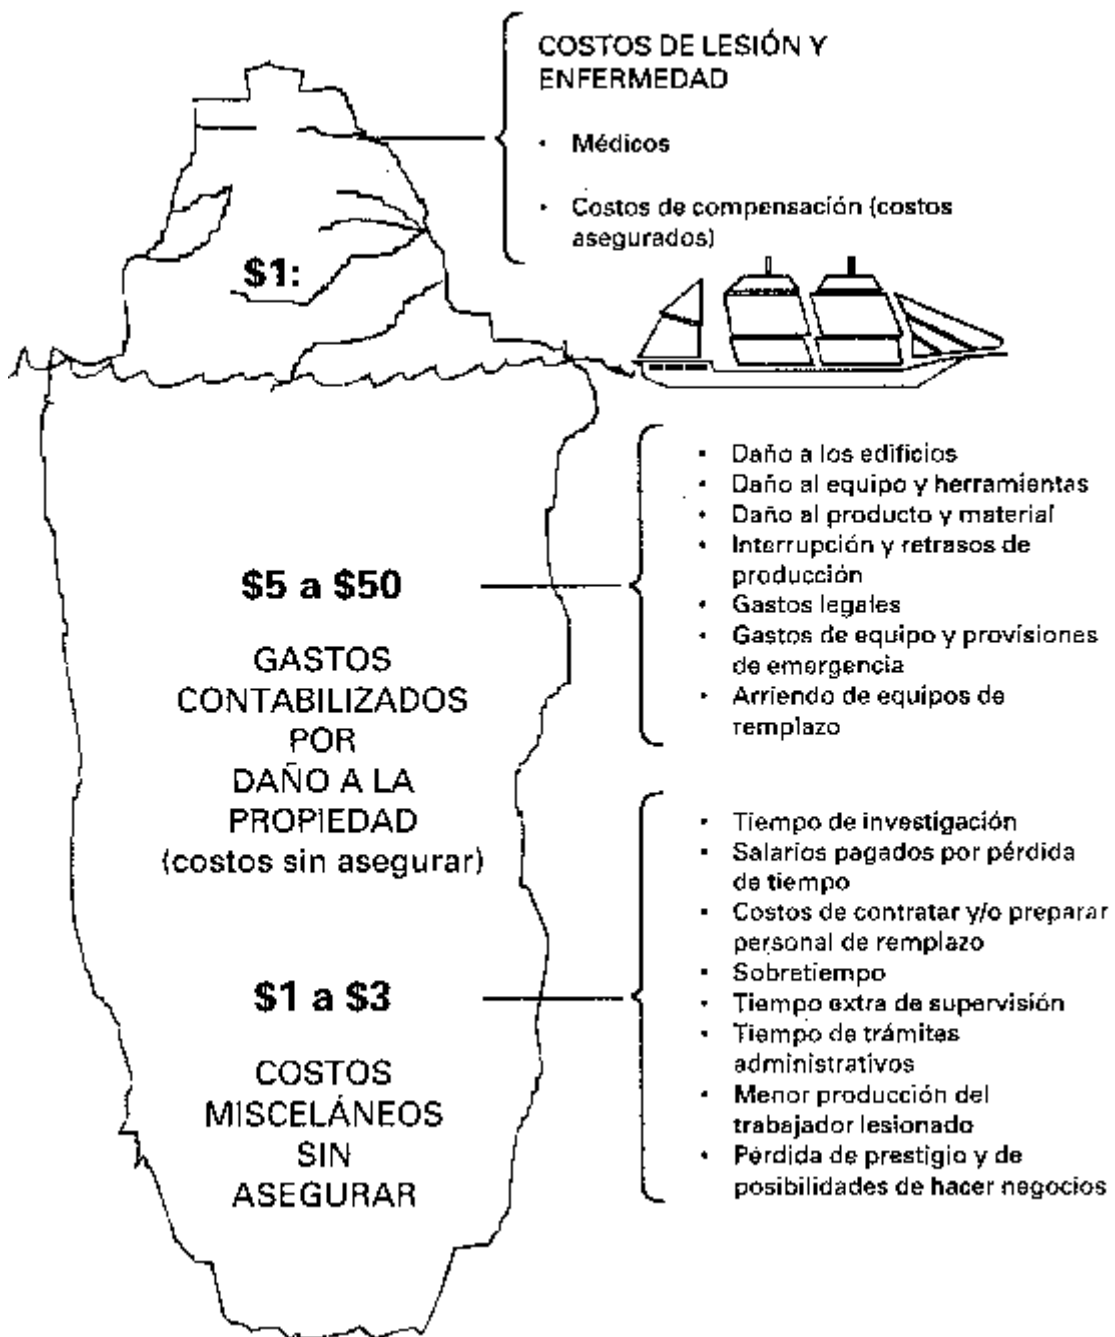 COSTOS DE LESIÓN Y
ENFERMEDAD
• Médicos
• Costos de compensación (costos
asegurados)
$1:
• Daño a los edificios
• Daño al equipo y herramientas
• Daño al producto y material
• Interrupción y retrasos de
producción
• Gastos legales
• Gastos de equipo y provisiones
de emergencia
• Arriendo de equipos de
remplazo
$5 a $50
GASTOS
CONTABILIZADOS
POR
DAÑO A LA
PROPIEDAD
(costos sin asegurar)
• Tiempo de investigación
• Salarios pagados por pérdida
de tiempo
• Costos de contratar y/o preparar
personal de remplazo
• Sobretiempo
• Tiempo extra de supervisión
• Tiempo de trámites
administrativos
• Menor producción del
trabajador lesionado
• Pérdida de prestigio y de
posibilidades de hacer negocios
$1 a $3
COSTOS
MISCELÁNEOS
SIN
ASEGURAR